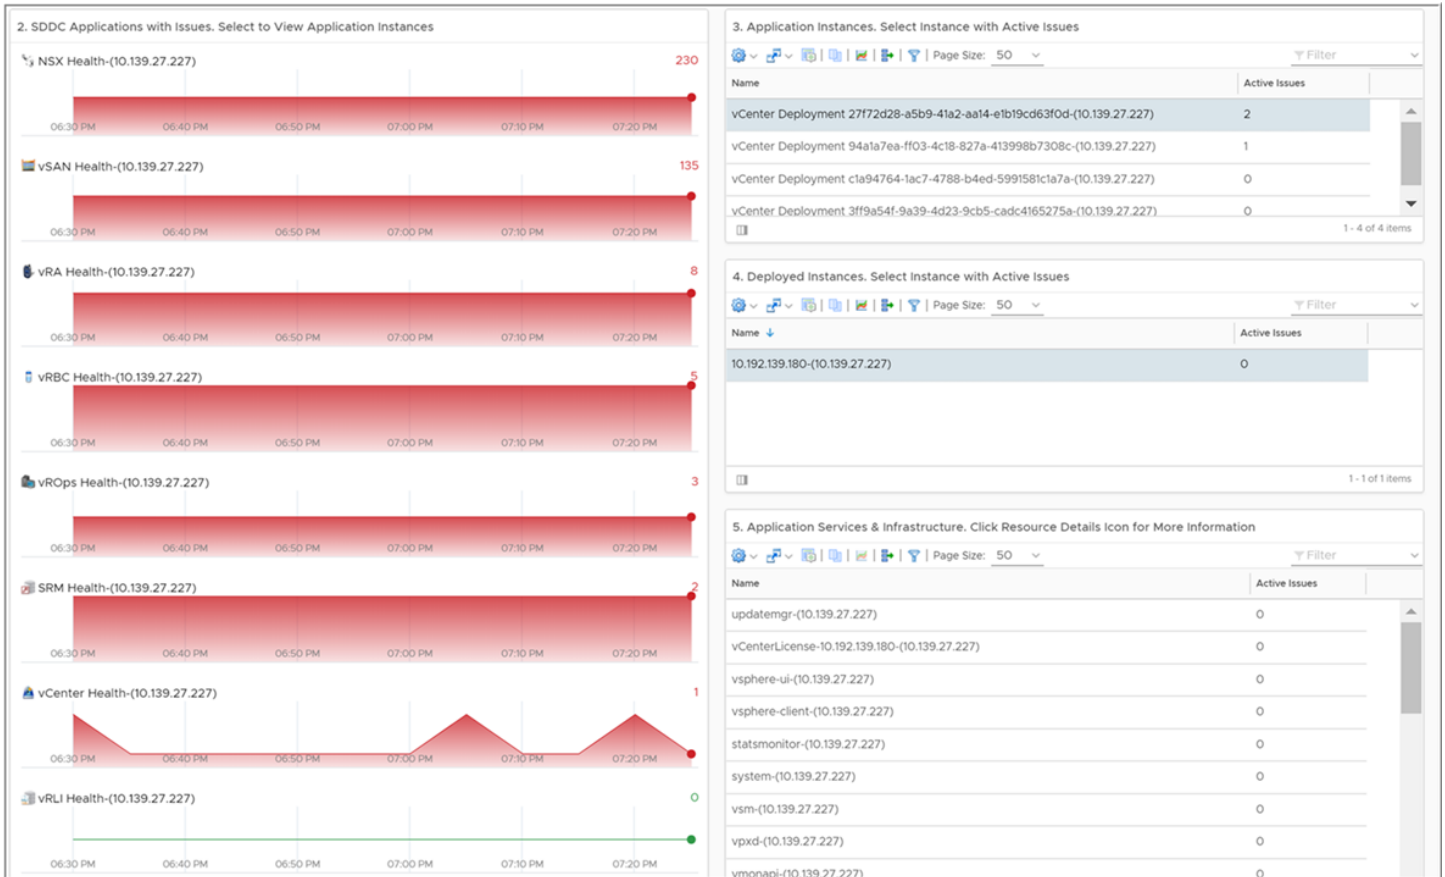 2. SDDC Applications with Issues. Select to View Application Instances
NSX Health-(10.139.27.227) 230
06:30 PM 06:40 PM 06:50 PM 07:00 PM 07:10 PM 07:20 PM
vSAN Health-(10.139.27.227) 135
06:30 PM 06:40 PM 06:50 PM 07:00 PM 07:10 PM 07:20 PM
vRA Health-(10.139.27.227) 8
06:30 PM 06:40 PM 06:50 PM 07:00 PM 07:10 PM 07:20 PM
vRBC Health-(10.139.27.227) 5
06:30 PM 06:40 PM 06:50 PM 07:00 PM 07:10 PM 07:20 PM
vROps Health-(10.139.27.227) 3
06:30 PM 06:40 PM 06:50 PM 07:00 PM 07:10 PM 07:20 PM
SRM Health-(10.139.27.227) 2
06:30 PM 06:40 PM 06:50 PM 07:00 PM 07:10 PM 07:20 PM
vCenter Health-(10.139.27.227) 1
06:30 PM 06:40 PM 06:50 PM 07:00 PM 07:10 PM 07:20 PM
vRLI Health-(10.139.27.227) 0
06:30 PM 06:40 PM 06:50 PM 07:00 PM 07:10 PM 07:20 PM
3. Application Instances. Select Instance with Active Issues
Page Size: 50 Filter
Name Active Issues
vCenter Deployment 27f72d28-a5b9-41a2-aa14-e1b19cd63f0d-(10.139.27.227) 2
vCenter Deployment 94a1a7ea-ff03-4c18-827a-413998b7308c-(10.139.27.227) 1
vCenter Deployment c1a94764-1ac7-4788-b4ed-5991581c1a7a-(10.139.27.227) 0
vCenter Deployment 3ff9a54f-9a39-4d23-9cb5-cadc4165275a-(10.139.27.227) 0
1 - 4 of 4 items
4. Deployed Instances. Select Instance with Active Issues
Page Size: 50 Filter
Name Active Issues
10.192.139.180-(10.139.27.227) 0
1 - 1 of 1 items
5. Application Services & Infrastructure. Click Resource Details Icon for More Information
Page Size: 50 Filter
Name Active Issues
updatemgr-(10.139.27.227) 0
vCenterLicense-10.192.139.180-(10.139.27.227) 0
vsphere-ui-(10.139.27.227) 0
vsphere-client-(10.139.27.227) 0
statsmonitor-(10.139.27.227) 0
system-(10.139.27.227) 0
vsm-(10.139.27.227) 0
vpxd-(10.139.27.227) 0
vmonapi-(10.139.27.227) 0